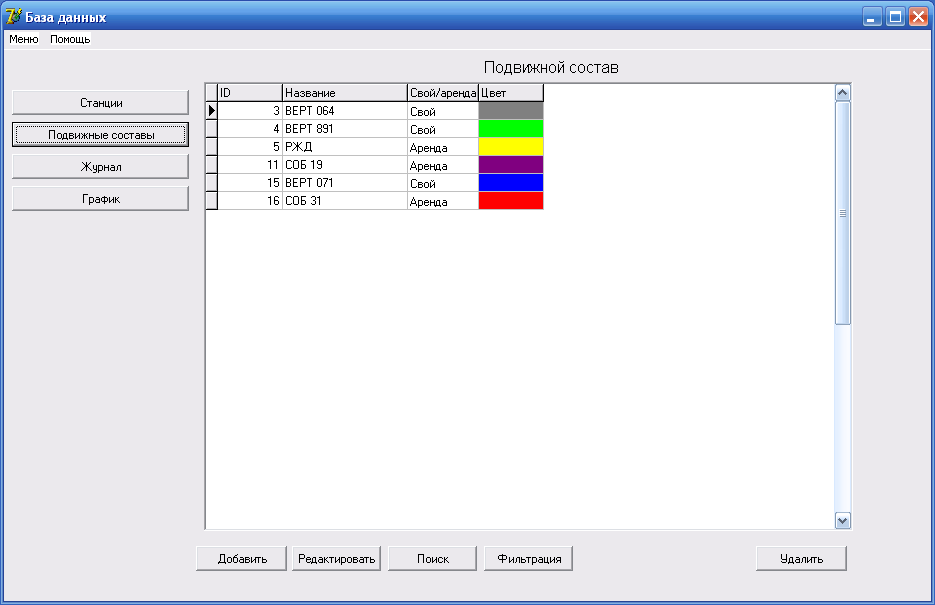 База данных
Меню Помощь
Подвижной состав
Станции
Подвижные составы
Журнал
График
ID Название Свой/аренда Цвет
3 ВЕРТ 064 Свой
4 ВЕРТ 891 Свой
5 РЖД Аренда
11 СОБ 19 Аренда
15 ВЕРТ 071 Свой
16 СОБ 31 Аренда
Добавить Редактировать Поиск Фильтрация Удалить